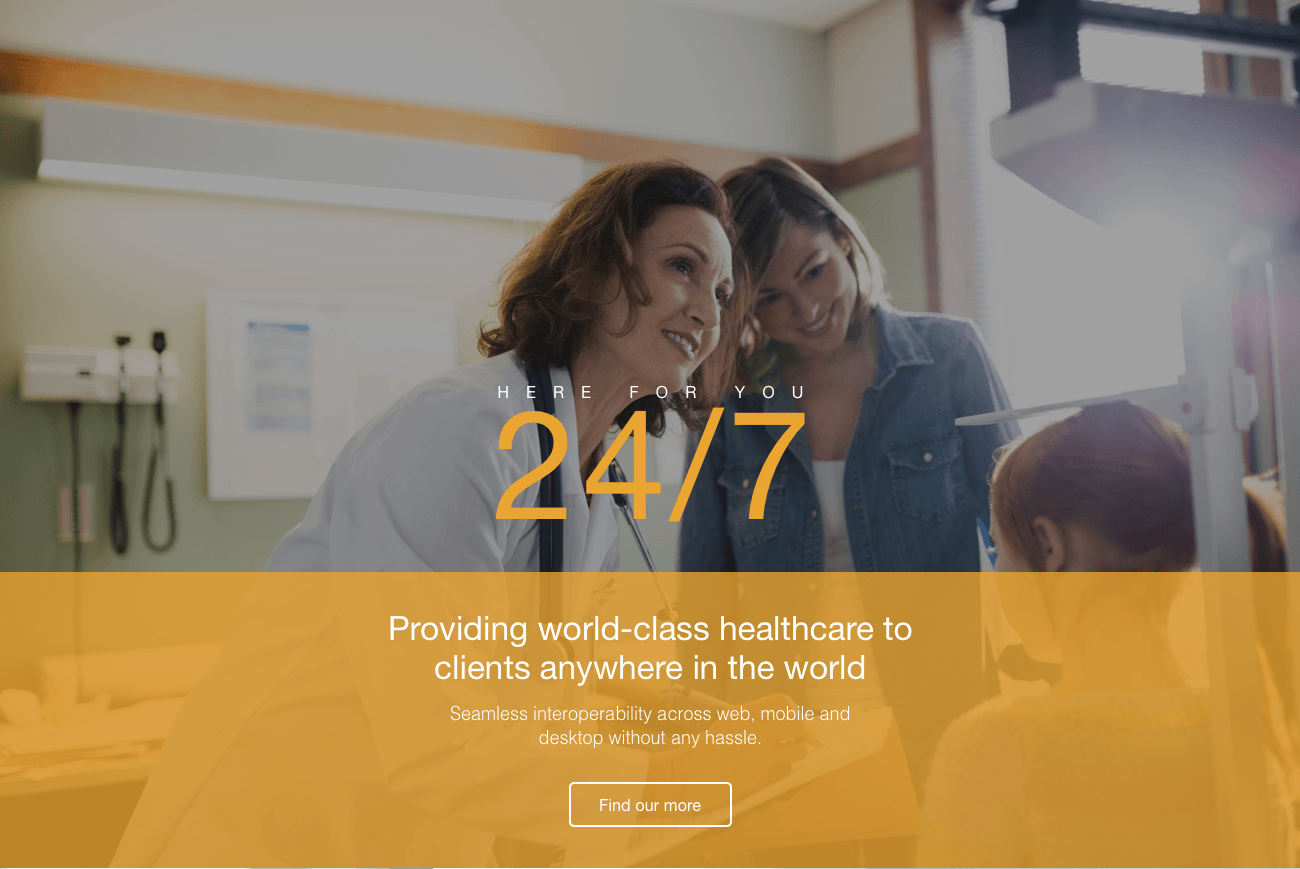 HERE FOR YOU
24/7
Providing world-class healthcare to
clients anywhere in the world
Seamless interoperability across web, mobile and
desktop without any hassle.
Find our more